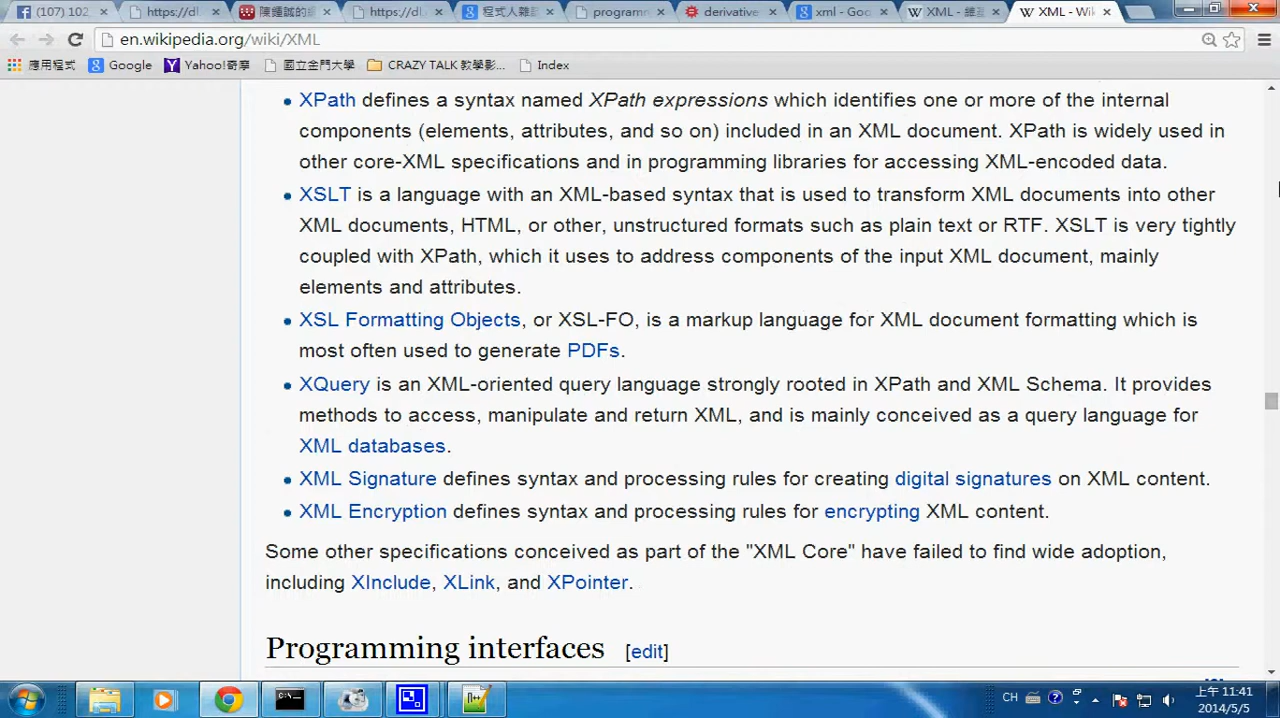 (107) 102
https://dl
陳鍾誠的
https://dl
程式人雜誌
programm
derivative
xml - Goo
XML - 維基
XML - Wik
en.wikipedia.org/wiki/XML
應用程式
Google
Yahoo!奇摩
國立金門大學
CRAZY TALK 教學影...
Index
• XPath defines a syntax named XPath expressions which identifies one or more of the internal
components (elements, attributes, and so on) included in an XML document. XPath is widely used in
other core-XML specifications and in programming libraries for accessing XML-encoded data.
• XSLT is a language with an XML-based syntax that is used to transform XML documents into other
XML documents, HTML, or other, unstructured formats such as plain text or RTF. XSLT is very tightly
coupled with XPath, which it uses to address components of the input XML document, mainly
elements and attributes.
• XSL Formatting Objects, or XSL-FO, is a markup language for XML document formatting which is
most often used to generate PDFs.
• XQuery is an XML-oriented query language strongly rooted in XPath and XML Schema. It provides
methods to access, manipulate and return XML, and is mainly conceived as a query language for
XML databases.
• XML Signature defines syntax and processing rules for creating digital signatures on XML content.
• XML Encryption defines syntax and processing rules for encrypting XML content.
Some other specifications conceived as part of the "XML Core" have failed to find wide adoption,
including XInclude, XLink, and XPointer.
Programming interfaces [edit]
CH
上午 11:41
2014/5/5